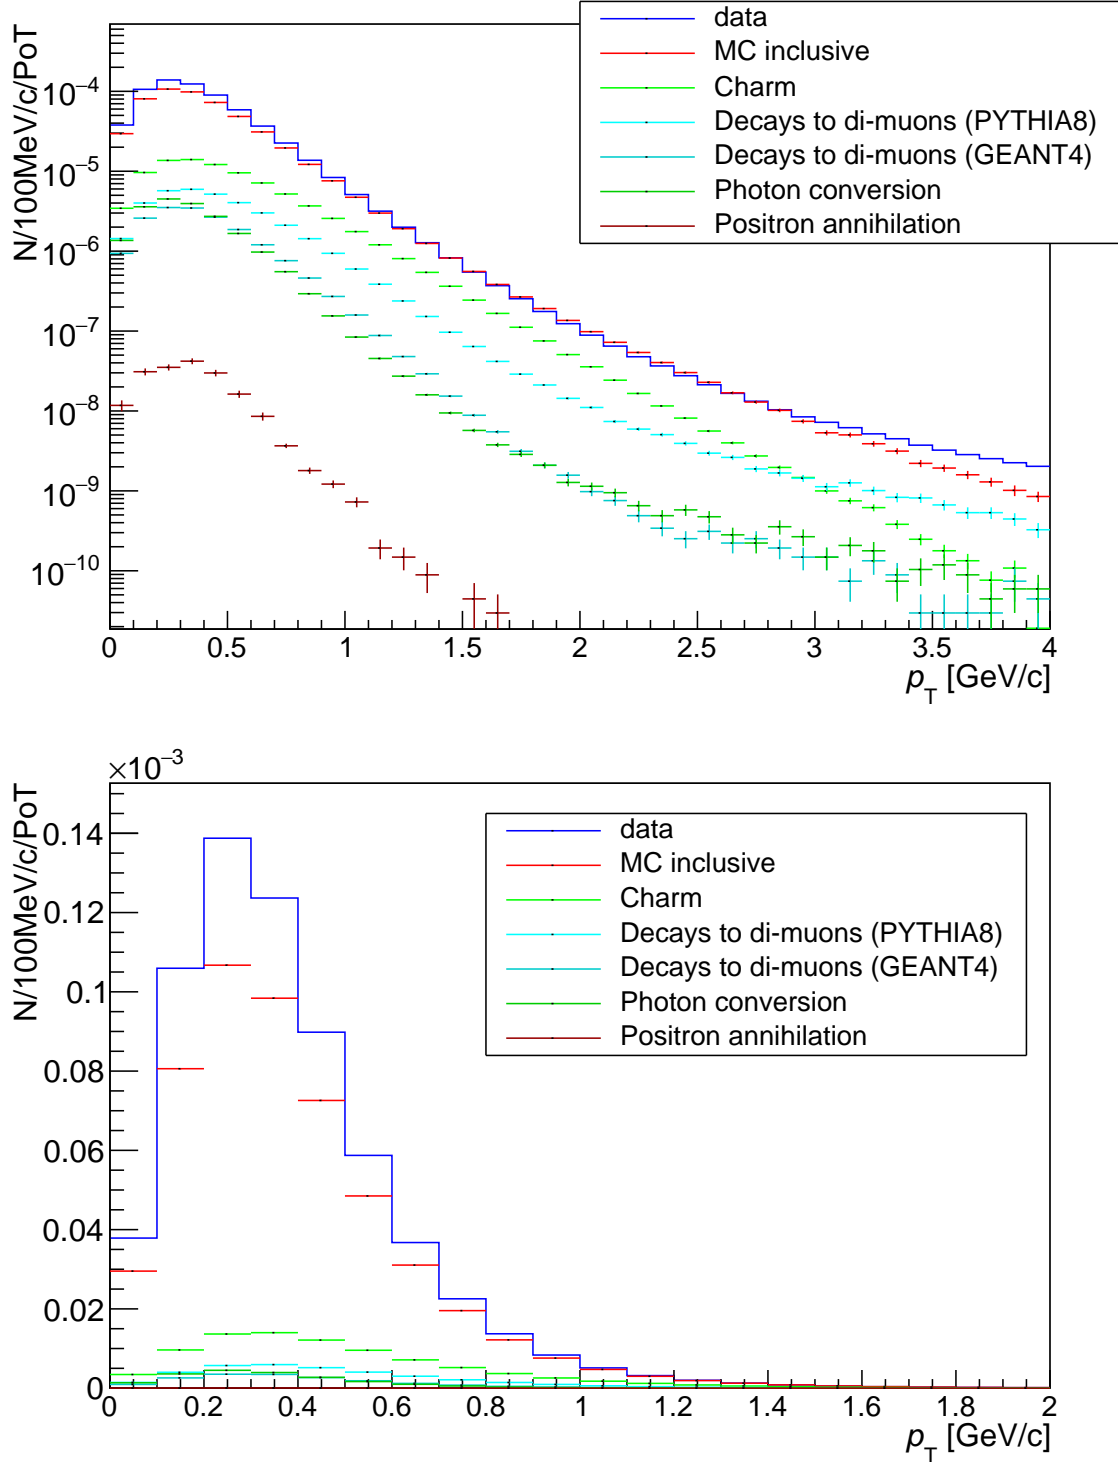 data
MC inclusive
Charm
Decays to di-muons (PYTHIA8)
Decays to di-muons (GEANT4)
Photon conversion
Positron annihilation
N/100MeV/c/PoT
10⁻⁴
10⁻⁵
10⁻⁶
10⁻⁷
10⁻⁸
10⁻⁹
10⁻¹⁰
0 0.5 1 1.5 2 2.5 3 3.5 4
p_T [GeV/c]
×10⁻³
N/100MeV/c/PoT
data
MC inclusive
Charm
Decays to di-muons (PYTHIA8)
Decays to di-muons (GEANT4)
Photon conversion
Positron annihilation
0.14
0.12
0.1
0.08
0.06
0.04
0.02
0
0 0.2 0.4 0.6 0.8 1 1.2 1.4 1.6 1.8 2
p_T [GeV/c]